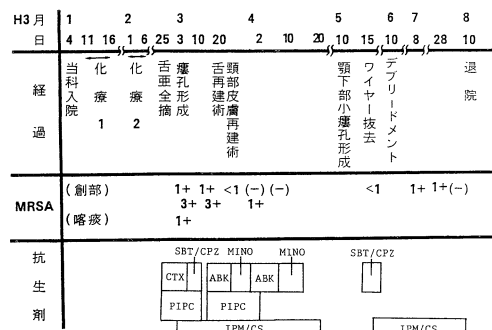 H3月 1 2 3 4 5 6 7 8
日 4 11 16 1 6 25 3 10 20 2 10 20 10 15 10 8 28 10
経過
当科入院
化療1
化療2
舌亜全摘
瘻孔形成
舌再建術
頸部皮膚再建術
顎下部小瘻孔形成
ワイヤー抜去
デブリードメント
退院
MRSA
(創部) 1+ 1+ <1 (-) (-) <1 1+ 1+ (-)
3+ 3+ 1+
(喀痰) 1+
抗生剤
SBT/CPZ MINO MINO SBT/CPZ
CTX ABK ABK
PIPC PIPC
IPM/CS IPM/CS